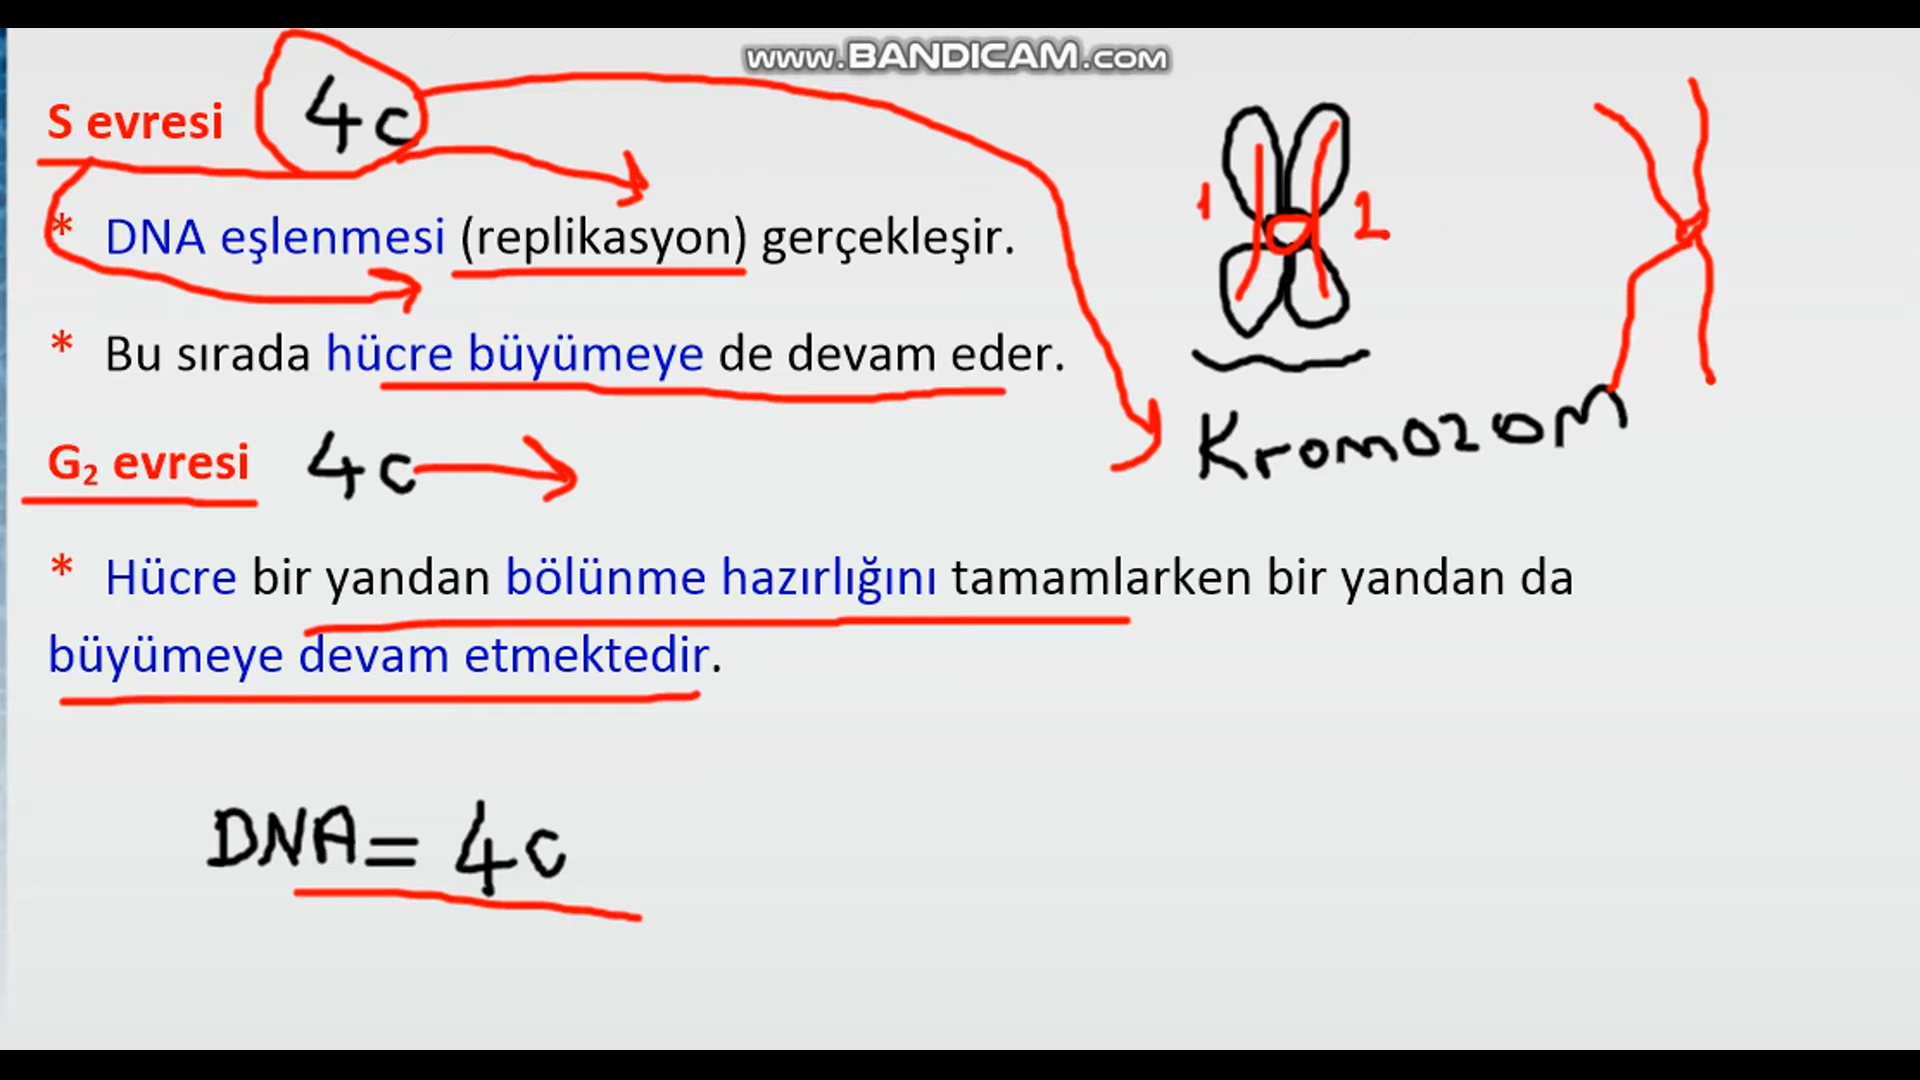 www.BANDICAM.com
S evresi 4c
* DNA eşlenmesi (replikasyon) gerçekleşir.
1 2
* Bu sırada hücre büyümeye de devam eder.
Kromozom
G₂ evresi 4c
* Hücre bir yandan bölünme hazırlığını tamamlarken bir yandan da
büyümeye devam etmektedir.
DNA = 4c